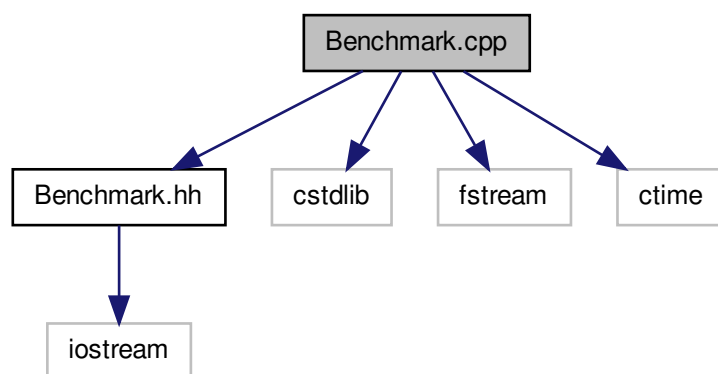 Benchmark.cpp
Benchmark.hh
cstdlib
fstream
ctime
iostream